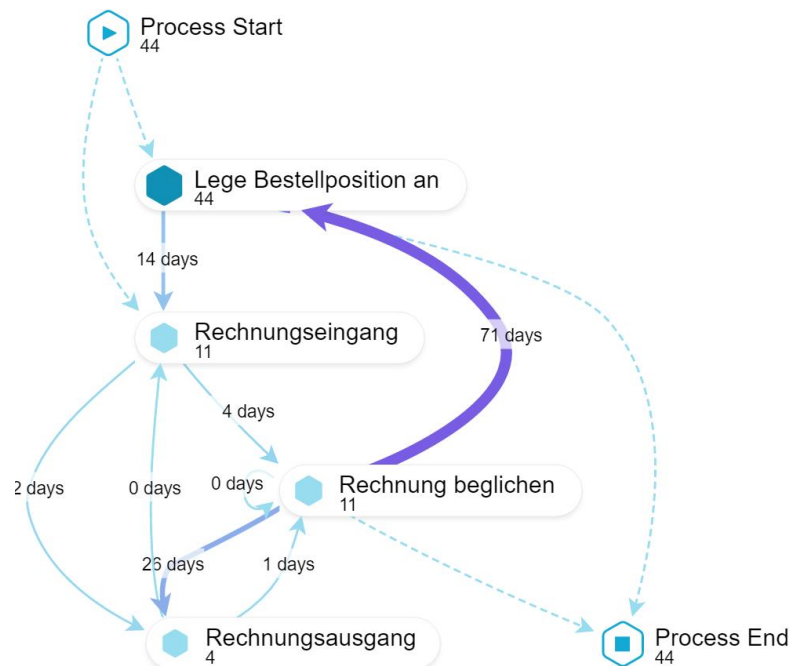 Process Start
44
Lege Bestellposition an
44
14 days
Rechnungseingang
11
71 days
4 days
2 days
0 days
0 days
Rechnung beglichen
11
26 days
1 days
Rechnungsausgang
4
Process End
44